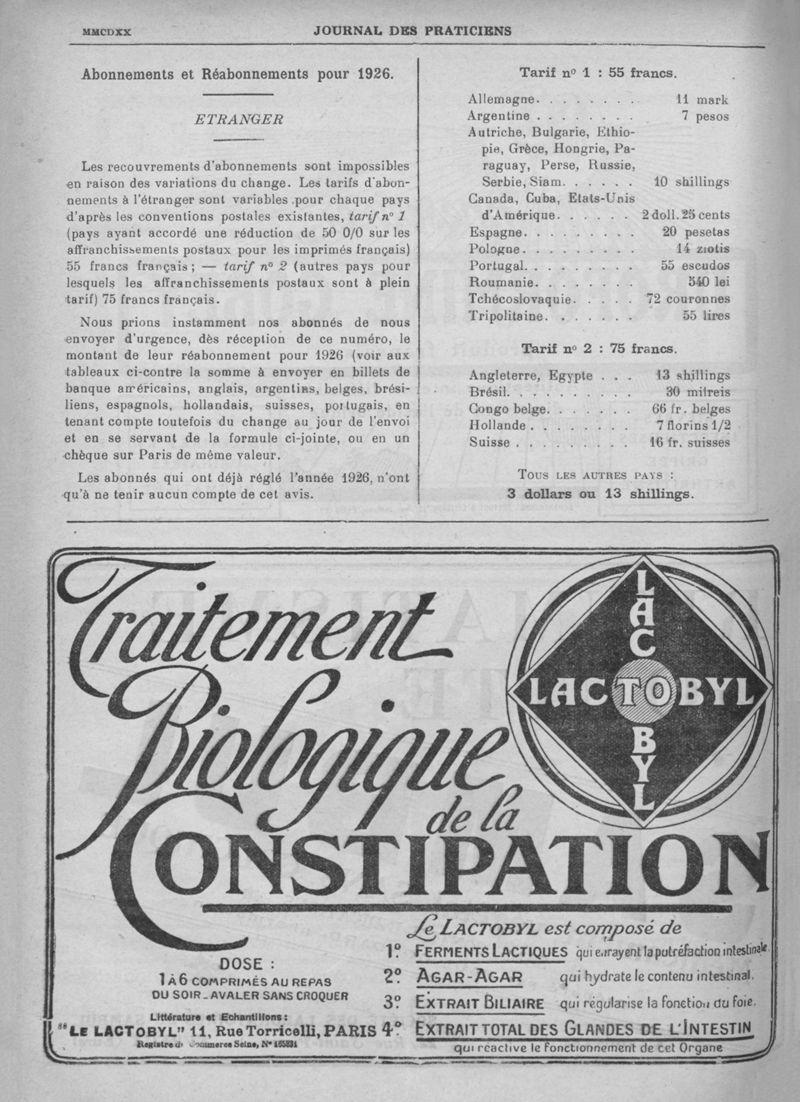 MMCDXX
JOURNAL DES PRATICIENS
Abonnements et Réabonnements pour 1926.
ETRANGER
Les recouvrements d'abonnements sont impossibles
en raison des variations du change. Les tarifs d'abon-
nements à l'étranger sont variables pour chaque pays
d'après les conventions postales existantes, tarif n° 1
(pays ayant accordé une réduction de 50 0/0 sur les
affranchissements postaux pour les imprimés français)
55 francs français ; — tarif n° 2 (autres pays pour
lesquels les affranchissements postaux sont à plein
tarif) 75 francs français.
Nous prions instamment nos abonnés de nous
envoyer d'urgence, dès réception de ce numéro, le
montant de leur réabonnement pour 1926 (voir aux
tableaux ci-contre la somme à envoyer en billets de
banque américains, anglais, argentins, belges, brési-
liens, espagnols, hollandais, suisses, portugais, en
tenant compte toutefois du change au jour de l'envoi
et en se servant de la formule ci-jointe, ou en un
chèque sur Paris de même valeur.
Les abonnés qui ont déjà réglé l'année 1926, n'ont
qu'à ne tenir aucun compte de cet avis.
Tarif n° 1 : 55 francs.
Allemagne. . . . . . . . 11 mark
Argentine . . . . . . . . 7 pesos
Autriche, Bulgarie, Ethio-
pie, Grèce, Hongrie, Pa-
raguay, Perse, Russie,
Serbie, Siam. . . . . . 10 shillings
Canada, Cuba, Etats-Unis
d'Amérique. . . . . . 2 doll. 25 cents
Espagne. . . . . . . . . 20 pesetas
Pologne. . . . . . . . . 14 zlotis
Portugal. . . . . . . . . 55 escudos
Roumanie. . . . . . . . 540 lei
Tchécoslovaquie. . . . . 72 couronnes
Tripolitaine. . . . . . . 55 lires
Tarif n° 2 : 75 francs.
Angleterre, Egypte . . . 13 shillings
Brésil. . . . . . . . . . 30 milreis
Congo belge. . . . . . . 66 fr. belges
Hollande . . . . . . . . 7 florins 1/2
Suisse . . . . . . . . . 16 fr. suisses
TOUS LES AUTRES PAYS :
3 dollars ou 13 shillings.
Traitement
Biologique
de la
CONSTIPATION
LACTOBYL
LACTOBYL
Le LACTOBYL est composé de
1° FERMENTS LACTIQUES qui enrayent la putréfaction intestinale
2° AGAR-AGAR qui hydrate le contenu intestinal.
3° EXTRAIT BILIAIRE qui régularise la fonction du foie.
4° EXTRAIT TOTAL DES GLANDES DE L'INTESTIN
qui réactive le fonctionnement de cet Organe
DOSE :
1 À 6 COMPRIMÉS AU REPAS
DU SOIR_AVALER SANS CROQUER
Littérature et Echantillons :
"LE LACTOBYL" 11, Rue Torricelli, PARIS
Registre du Commerce Seine, N° 165831